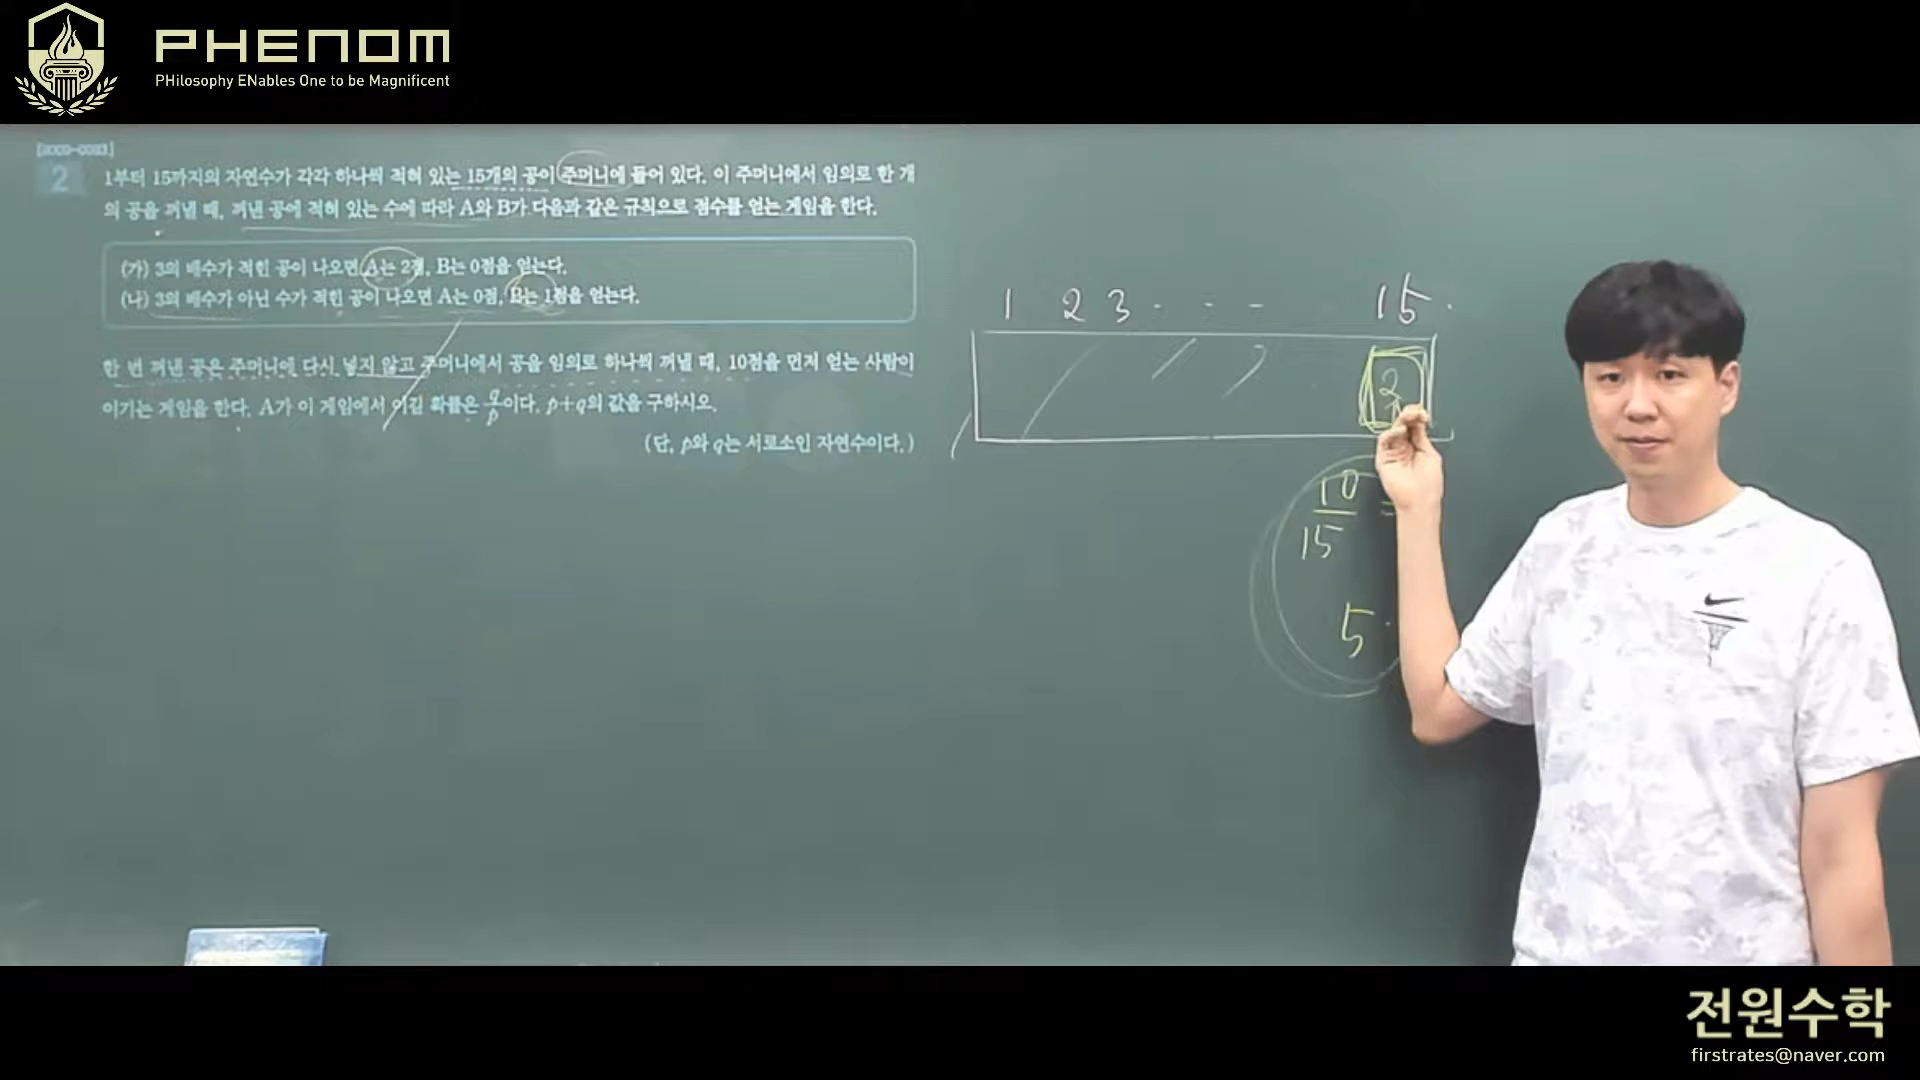 PHENOM
PHilosophy ENables One to be Magnificent
2
1부터 15까지의 자연수가 각각 하나씩 적혀 있는 15개의 공이 주머니에 들어 있다. 이 주머니에서 임의로 한 개
의 공을 꺼낼 때, 꺼낸 공에 적혀 있는 수에 따라 A와 B가 다음과 같은 규칙으로 점수를 얻는 게임을 한다.
(가) 3의 배수가 적힌 공이 나오면 A는 2점, B는 0점을 얻는다.
(나) 3의 배수가 아닌 수가 적힌 공이 나오면 A는 0점, B는 1점을 얻는다.
한 번 꺼낸 공은 주머니에 다시 넣지 않고 주머니에서 공을 임의로 하나씩 꺼낼 때, 10점을 먼저 얻는 사람이
이기는 게임을 한다. A가 이 게임에서 이길 확률은 q/p이다. p+q의 값을 구하시오.
(단, p와 q는 서로소인 자연수이다.)
1 2 3 · · · 15
2
10/15 =
5
전원수학
firstrates@naver.com